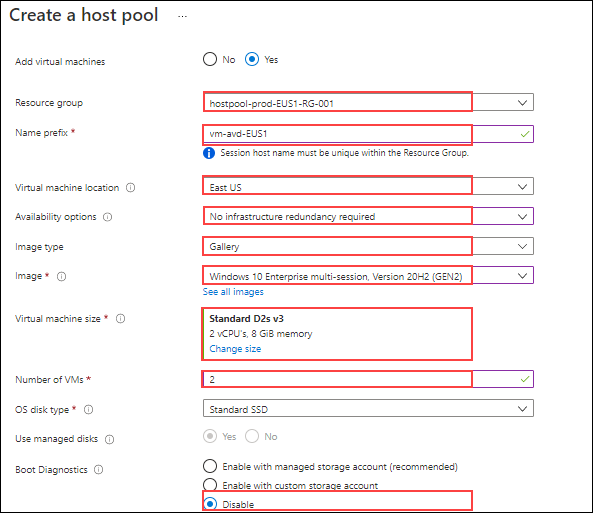 Create a host pool ...
Add virtual machines No Yes
Resource group hostpool-prod-EUS1-RG-001
Name prefix * vm-avd-EUS1
Session host name must be unique within the Resource Group.
Virtual machine location East US
Availability options No infrastructure redundancy required
Image type Gallery
Image * Windows 10 Enterprise multi-session, Version 20H2 (GEN2)
See all images
Virtual machine size * Standard D2s v3
2 vCPU's, 8 GiB memory
Change size
Number of VMs * 2
OS disk type * Standard SSD
Use managed disks Yes No
Boot Diagnostics Enable with managed storage account (recommended)
Enable with custom storage account
Disable